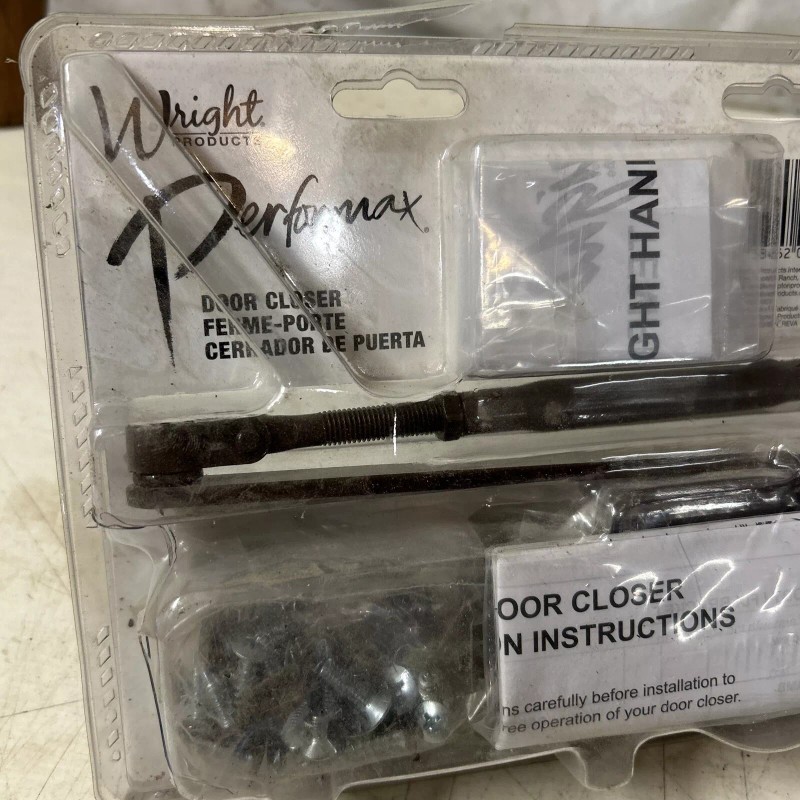 Wright®
PRODUCTS
Performax®
DOOR CLOSER
FERME-PORTE
CERRADOR DE PUERTA
GHT HAN
OOR CLOSER
N INSTRUCTIONS
ns carefully before installation to
ree operation of your door closer.